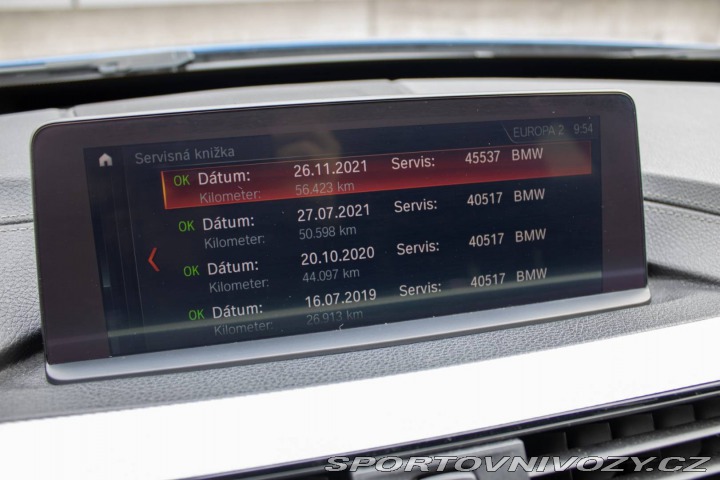 EUROPA 2 9:54
Servisná knižka
OK Dátum: 26.11.2021 Servis: 45537 BMW
Kilometer: 56.423 km
OK Dátum: 27.07.2021 Servis: 40517 BMW
Kilometer: 50.598 km
OK Dátum: 20.10.2020 Servis: 40517 BMW
Kilometer: 44.097 km
OK Dátum: 16.07.2019 Servis: 40517 BMW
Kilometer: 26.913 km
SPORTOVNIVOZY.CZ